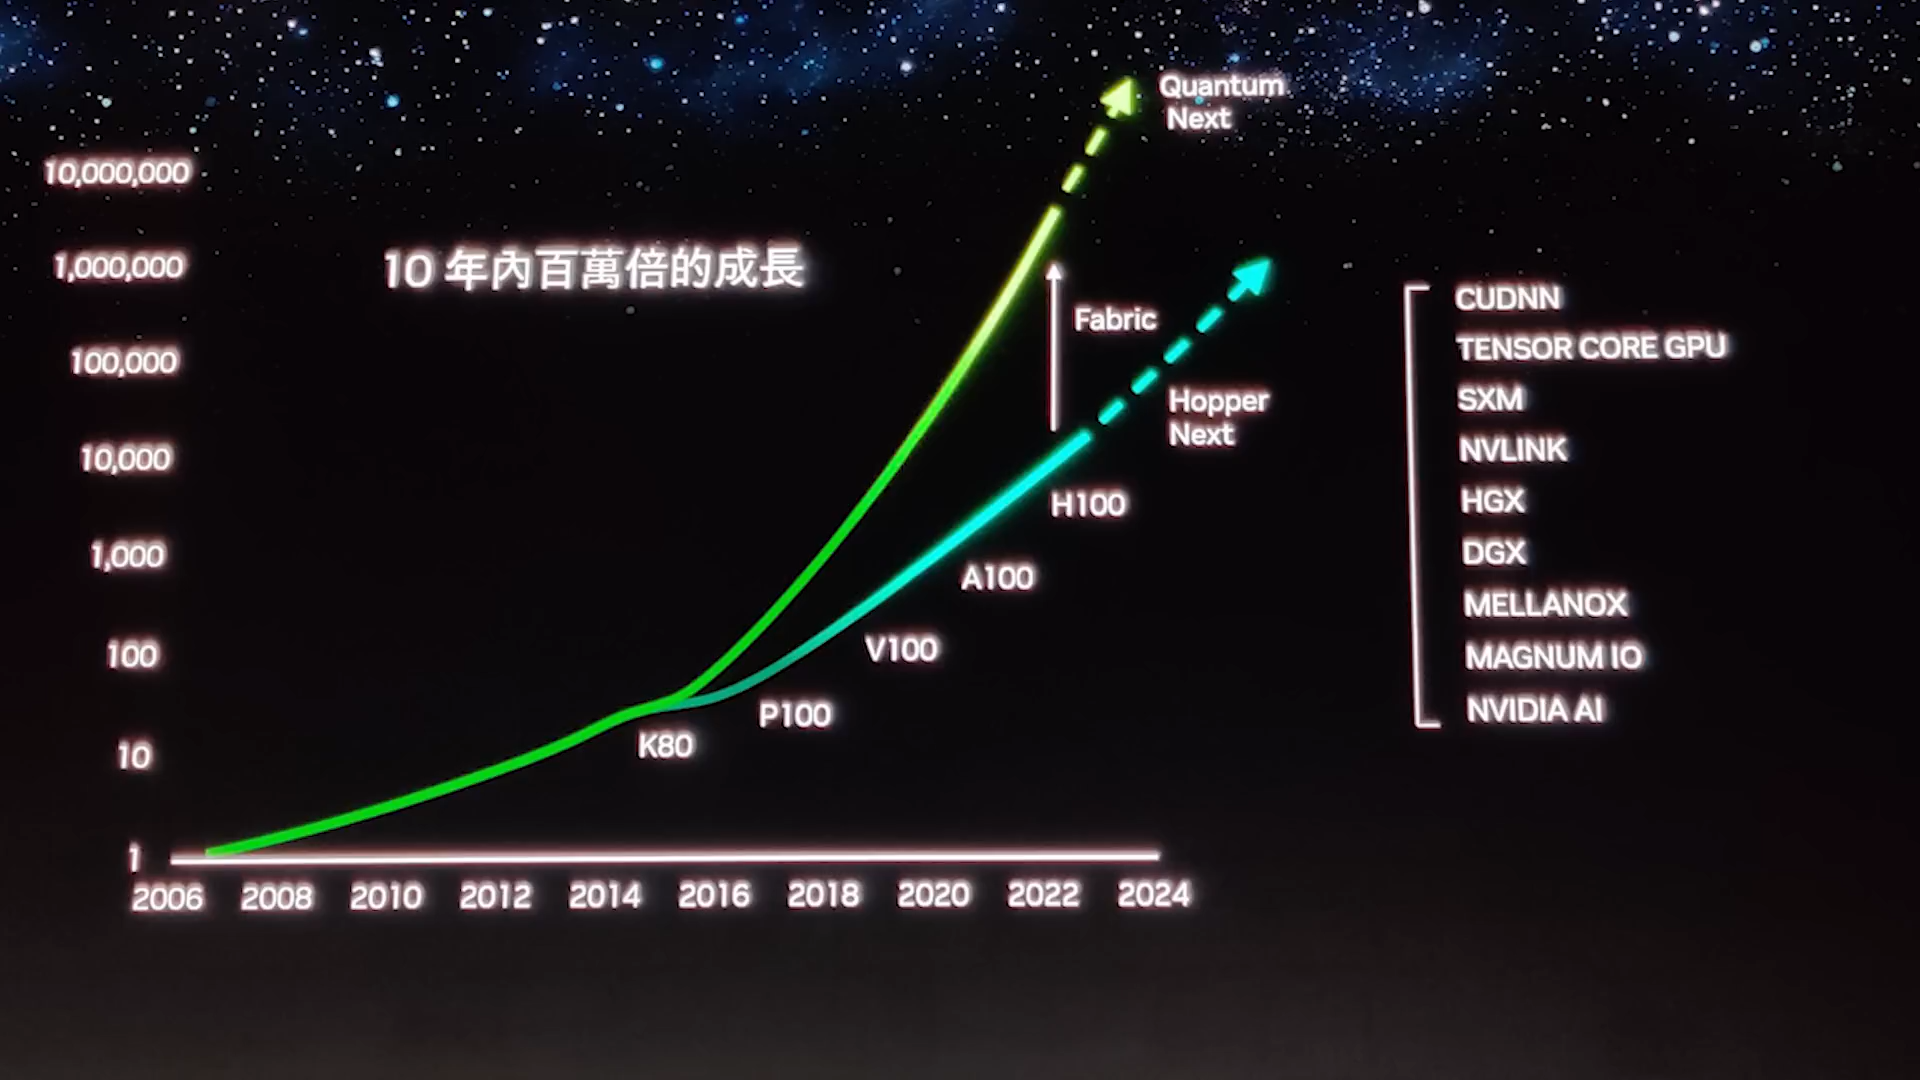 Quantum
Next
10,000,000
1,000,000
10 年內百萬倍的成長
100,000
10,000
1,000
100
10
1
Fabric
Hopper
Next
H100
A100
V100
P100
K80
2006 2008 2010 2012 2014 2016 2018 2020 2022 2024
CUDNN
TENSOR CORE GPU
SXM
NVLINK
HGX
DGX
MELLANOX
MAGNUM IO
NVIDIA AI